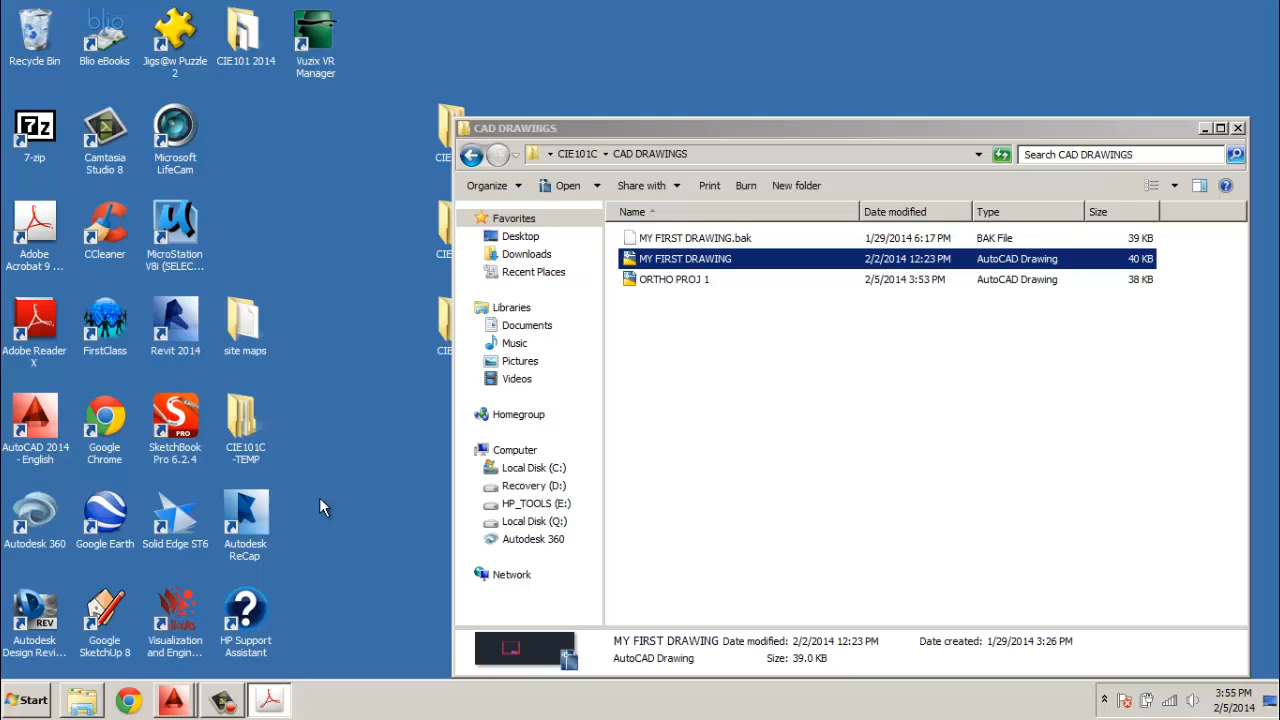 Recycle Bin
Blio eBooks
Jigs@w Puzzle
2
CIE101 2014
Vuzix VR
Manager
7-zip
Camtasia
Studio 8
Microsoft
LifeCam
Adobe
Acrobat 9 ...
CCleaner
MicroStation
V8i (SELEC...
Adobe Reader
X
FirstClass
Revit 2014
site maps
AutoCAD 2014
- English
Google
Chrome
SketchBook
Pro 6.2.4
CIE101C
-TEMP
Autodesk 360
Google Earth
Solid Edge ST6
Autodesk
ReCap
Autodesk
Design Revi...
Google
SketchUp 8
Visualization
and Engin...
HP Support
Assistant
CIE
CIE
CIE
CAD DRAWINGS
CIE101C CAD DRAWINGS
Search CAD DRAWINGS
Organize Open Share with Print Burn New folder
Favorites
Desktop
Downloads
Recent Places
Libraries
Documents
Music
Pictures
Videos
Homegroup
Computer
Local Disk (C:)
Recovery (D:)
HP_TOOLS (E:)
Local Disk (Q:)
Autodesk 360
Network
Name Date modified Type Size
MY FIRST DRAWING.bak 1/29/2014 6:17 PM BAK File 39 KB
MY FIRST DRAWING 2/2/2014 12:23 PM AutoCAD Drawing 40 KB
ORTHO PROJ 1 2/5/2014 3:53 PM AutoCAD Drawing 38 KB
MY FIRST DRAWING Date modified: 2/2/2014 12:23 PM Date created: 1/29/2014 3:26 PM
AutoCAD Drawing Size: 39.0 KB
Start
3:55 PM
2/5/2014